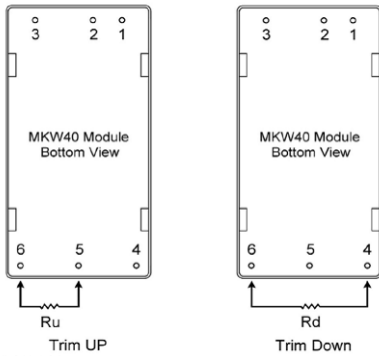 3 2 1
3 2 1
MKW40 Module
Bottom View
MKW40 Module
Bottom View
6 5 4
6 5 4
Ru
Rd
Trim UP
Trim Down